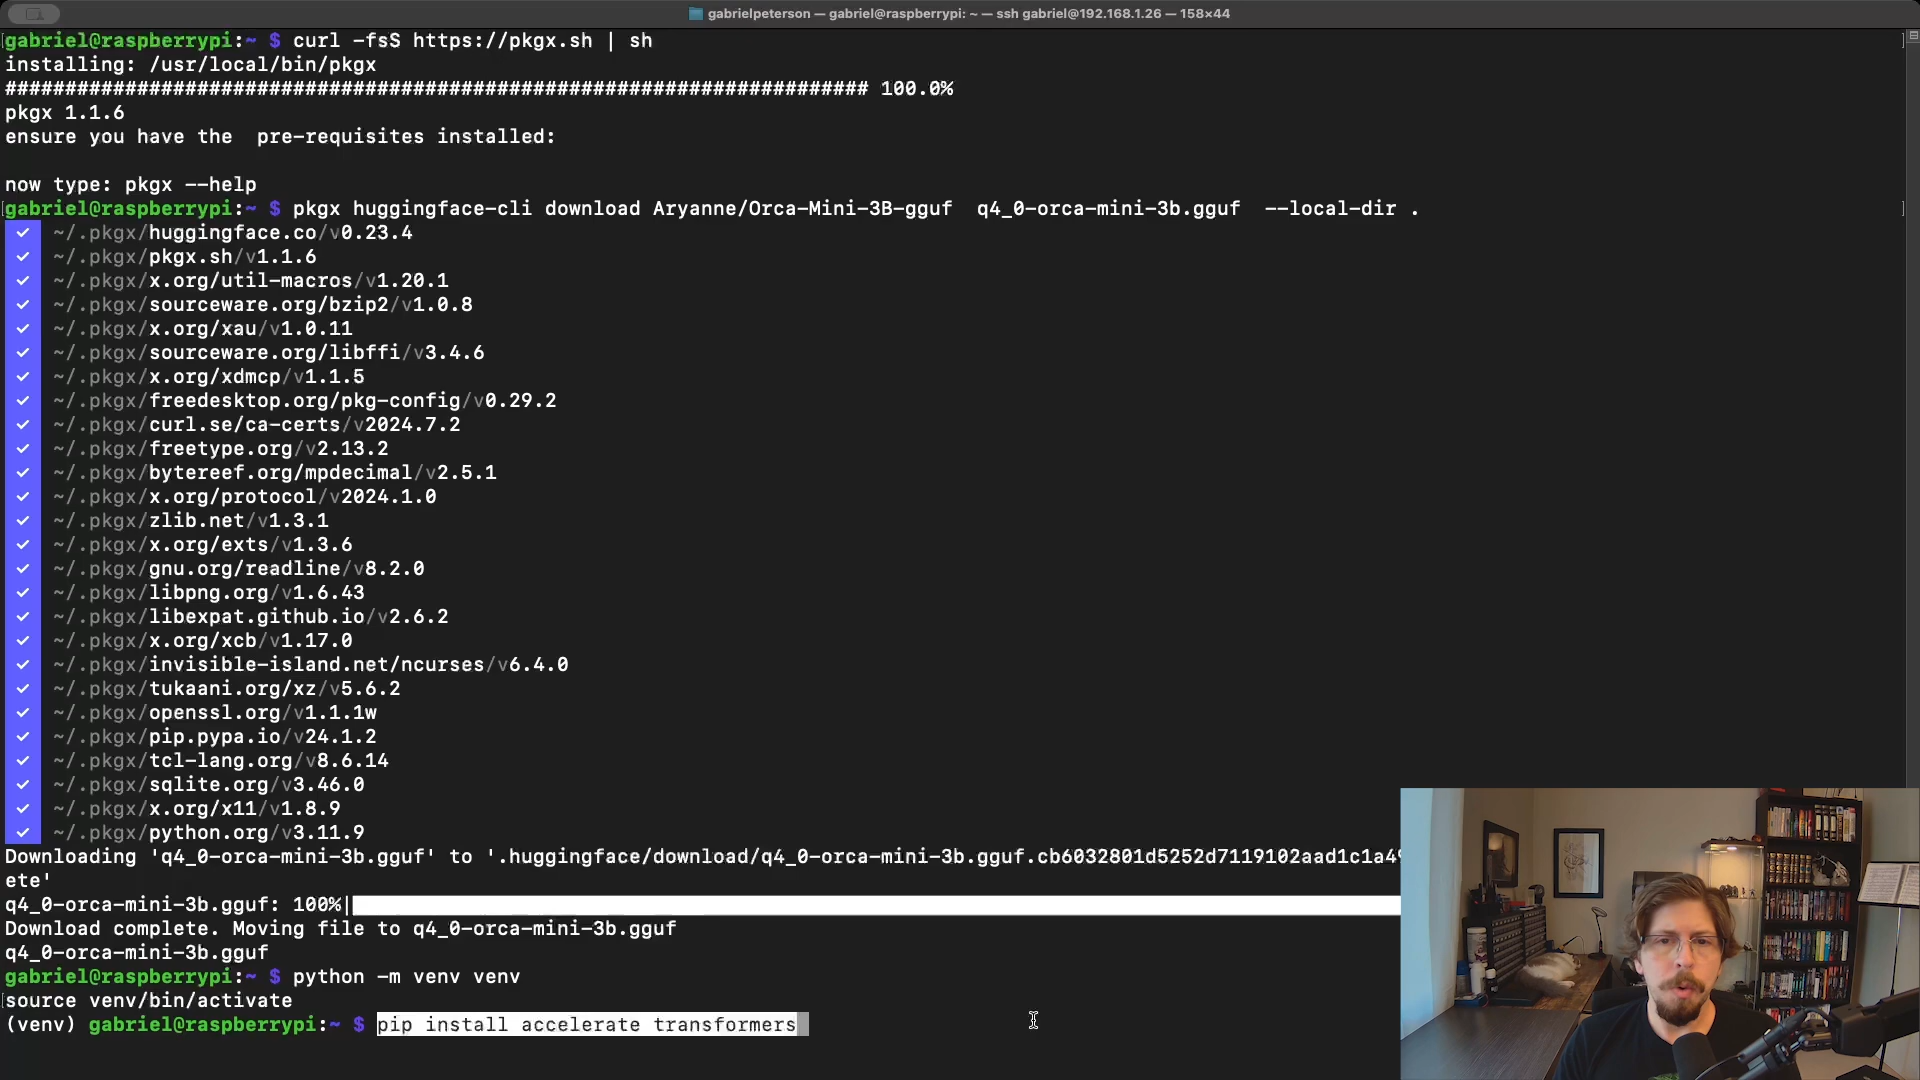 gabrielpeterson — gabriel@raspberrypi: ~ — ssh gabriel@192.168.1.26 — 158×44
gabriel@raspberrypi:~ $ curl -fsS https://pkgx.sh | sh
installing: /usr/local/bin/pkgx
######################################################################## 100.0%
pkgx 1.1.6
ensure you have the  pre-requisites installed:
now type: pkgx --help
gabriel@raspberrypi:~ $ pkgx huggingface-cli download Aryanne/Orca-Mini-3B-gguf  q4_0-orca-mini-3b.gguf  --local-dir .
✓ ~/.pkgx/huggingface.co/v0.23.4
✓ ~/.pkgx/pkgx.sh/v1.1.6
✓ ~/.pkgx/x.org/util-macros/v1.20.1
✓ ~/.pkgx/sourceware.org/bzip2/v1.0.8
✓ ~/.pkgx/x.org/xau/v1.0.11
✓ ~/.pkgx/sourceware.org/libffi/v3.4.6
✓ ~/.pkgx/x.org/xdmcp/v1.1.5
✓ ~/.pkgx/freedesktop.org/pkg-config/v0.29.2
✓ ~/.pkgx/curl.se/ca-certs/v2024.7.2
✓ ~/.pkgx/freetype.org/v2.13.2
✓ ~/.pkgx/bytereef.org/mpdecimal/v2.5.1
✓ ~/.pkgx/x.org/protocol/v2024.1.0
✓ ~/.pkgx/zlib.net/v1.3.1
✓ ~/.pkgx/x.org/exts/v1.3.6
✓ ~/.pkgx/gnu.org/readline/v8.2.0
✓ ~/.pkgx/libpng.org/v1.6.43
✓ ~/.pkgx/libexpat.github.io/v2.6.2
✓ ~/.pkgx/x.org/xcb/v1.17.0
✓ ~/.pkgx/invisible-island.net/ncurses/v6.4.0
✓ ~/.pkgx/tukaani.org/xz/v5.6.2
✓ ~/.pkgx/openssl.org/v1.1.1w
✓ ~/.pkgx/pip.pypa.io/v24.1.2
✓ ~/.pkgx/tcl-lang.org/v8.6.14
✓ ~/.pkgx/sqlite.org/v3.46.0
✓ ~/.pkgx/x.org/x11/v1.8.9
✓ ~/.pkgx/python.org/v3.11.9
Downloading 'q4_0-orca-mini-3b.gguf' to '.huggingface/download/q4_0-orca-mini-3b.gguf.cb6032801d5252d7119102aad1c1a4
ete'
q4_0-orca-mini-3b.gguf: 100%|
Download complete. Moving file to q4_0-orca-mini-3b.gguf
q4_0-orca-mini-3b.gguf
gabriel@raspberrypi:~ $ python -m venv venv
source venv/bin/activate
(venv) gabriel@raspberrypi:~ $ pip install accelerate transformers